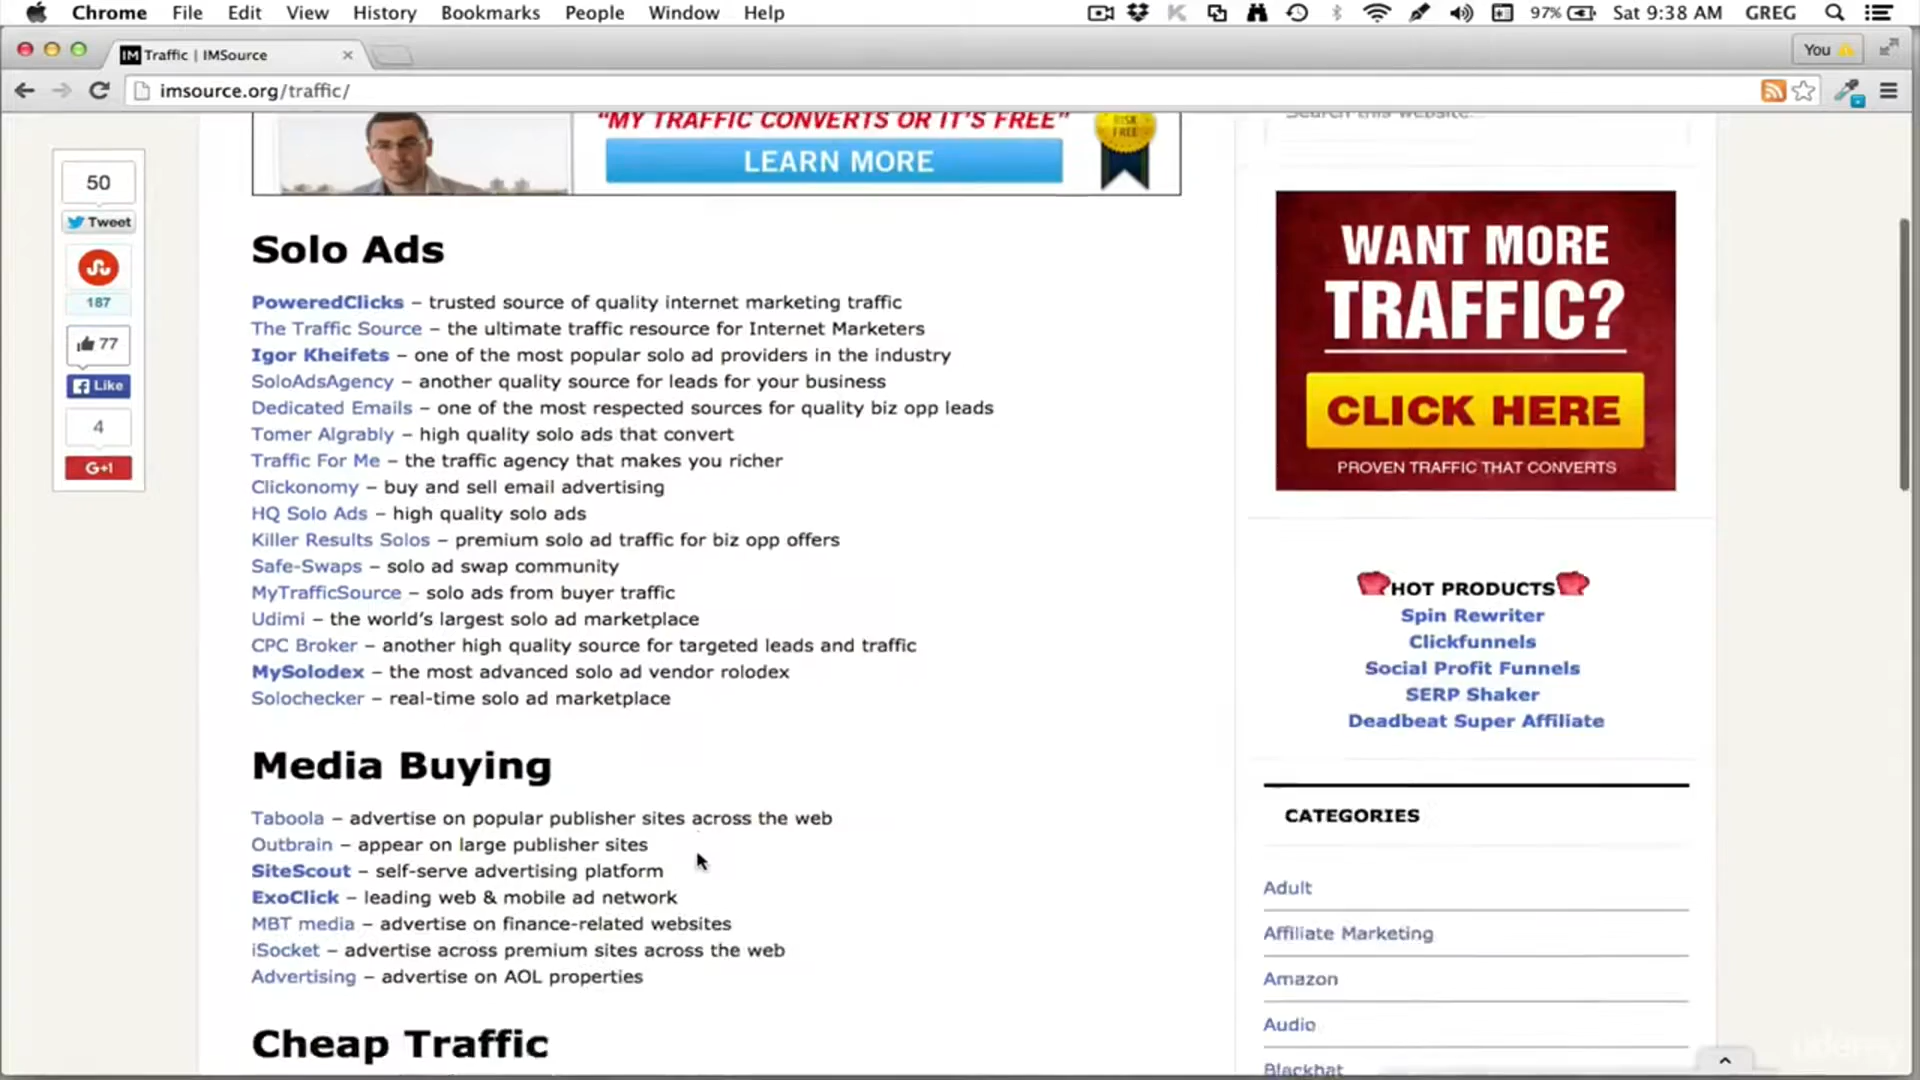 Chrome File Edit View History Bookmarks People Window Help 97% Sat 9:38 AM GREG
IM Traffic | IMSource You
imsource.org/traffic/
"MY TRAFFIC CONVERTS OR IT'S FREE"
LEARN MORE
RISK FREE
Search this website...
50
Tweet
187
77
Like
4
G+1
Solo Ads
PoweredClicks – trusted source of quality internet marketing traffic
The Traffic Source – the ultimate traffic resource for Internet Marketers
Igor Kheifets – one of the most popular solo ad providers in the industry
SoloAdsAgency – another quality source for leads for your business
Dedicated Emails – one of the most respected sources for quality biz opp leads
Tomer Algrably – high quality solo ads that convert
Traffic For Me – the traffic agency that makes you richer
Clickonomy – buy and sell email advertising
HQ Solo Ads – high quality solo ads
Killer Results Solos – premium solo ad traffic for biz opp offers
Safe-Swaps – solo ad swap community
MyTrafficSource – solo ads from buyer traffic
Udimi – the world's largest solo ad marketplace
CPC Broker – another high quality source for targeted leads and traffic
MySolodex – the most advanced solo ad vendor rolodex
Solochecker – real-time solo ad marketplace
Media Buying
Taboola – advertise on popular publisher sites across the web
Outbrain – appear on large publisher sites
SiteScout – self-serve advertising platform
ExoClick – leading web & mobile ad network
MBT media – advertise on finance-related websites
iSocket – advertise across premium sites across the web
Advertising – advertise on AOL properties
Cheap Traffic
WANT MORE
TRAFFIC?
CLICK HERE
PROVEN TRAFFIC THAT CONVERTS
HOT PRODUCTS
Spin Rewriter
Clickfunnels
Social Profit Funnels
SERP Shaker
Deadbeat Super Affiliate
CATEGORIES
Adult
Affiliate Marketing
Amazon
Audio
Blackhat
udemy